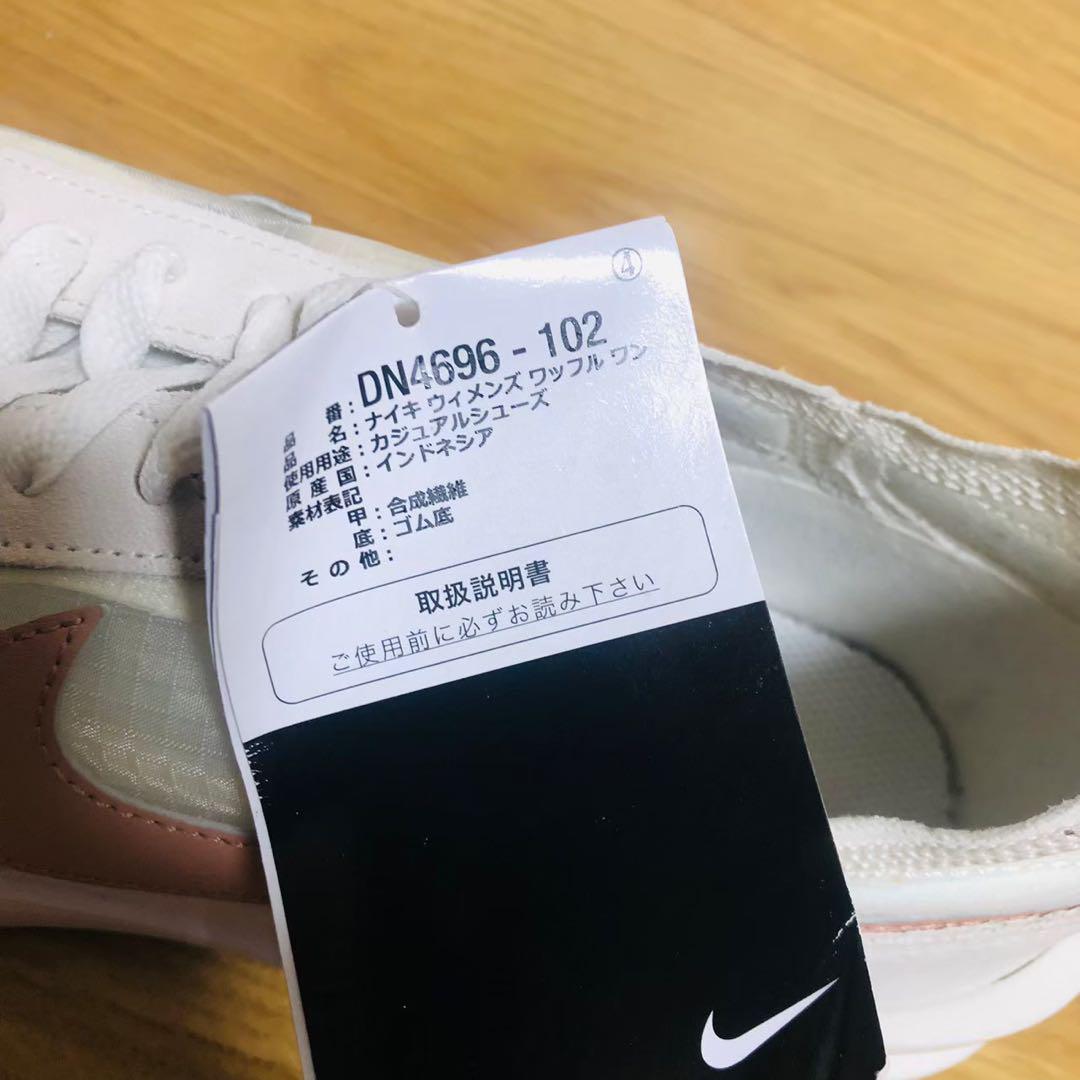 ④
品番：DN4696 - 102
品名：ナイキ ウィメンズ ワッフル ワン
使用用途：カジュアルシューズ
原産国：インドネシア
素材表記
甲：合成繊維
底：ゴム底
その他：
取扱説明書
ご使用前に必ずお読み下さい